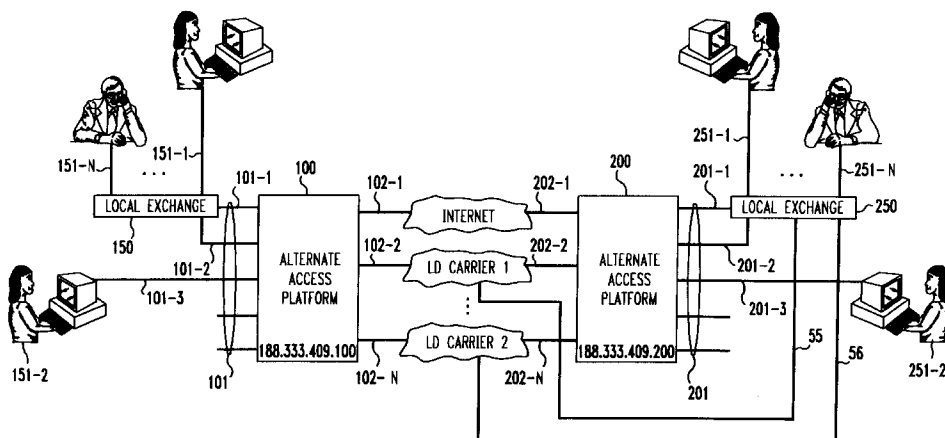 151-N
...
151-1
101-1
100
102-1
202-1
200
201-1
251-1
...
251-N
LOCAL EXCHANGE
150
INTERNET
LOCAL EXCHANGE
250
101-2
ALTERNATE
ACCESS
PLATFORM
102-2
LD CARRIER 1
202-2
ALTERNATE
ACCESS
PLATFORM
201-2
101-3
201-3
LD CARRIER 2
188.333.409.100
188.333.409.200
151-2
101
102-N
202-N
201
55
56
251-2